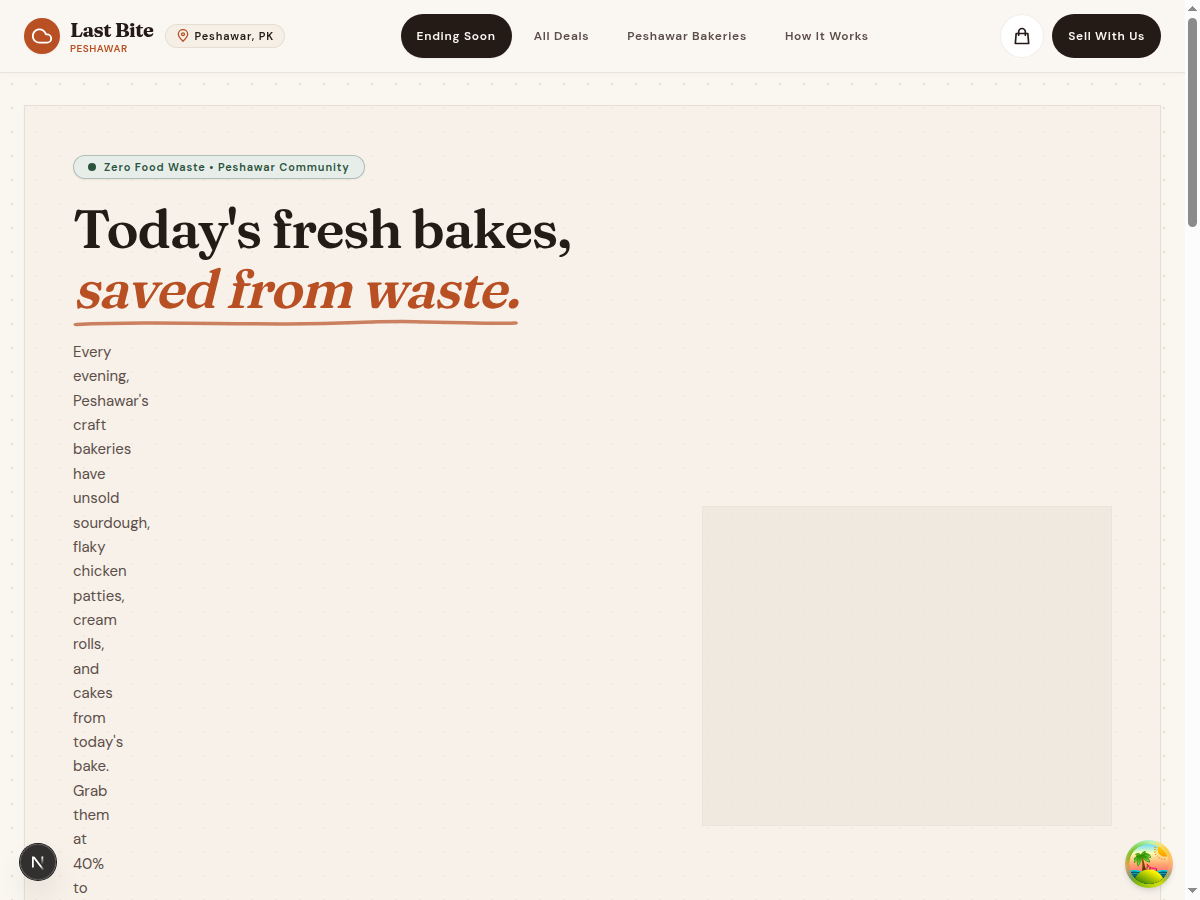 Last Bite
PESHAWAR
Peshawar, PK
Ending Soon
All Deals
Peshawar Bakeries
How It Works
Sell With Us
Zero Food Waste • Peshawar Community
Today's fresh bakes,
saved from waste.
Every
evening,
Peshawar's
craft
bakeries
have
unsold
sourdough,
flaky
chicken
patties,
cream
rolls,
and
cakes
from
today's
bake.
Grab
them
at
40%
to
N